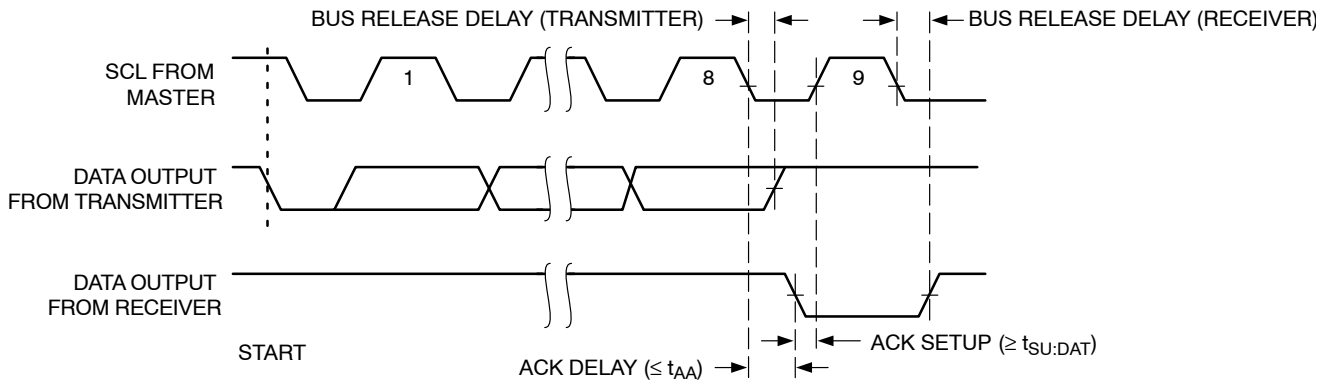 BUS RELEASE DELAY (TRANSMITTER)
BUS RELEASE DELAY (RECEIVER)
SCL FROM
MASTER
1
8
9
DATA OUTPUT
FROM TRANSMITTER
DATA OUTPUT
FROM RECEIVER
START
ACK SETUP (≥ tSU:DAT)
ACK DELAY (≤ tAA)